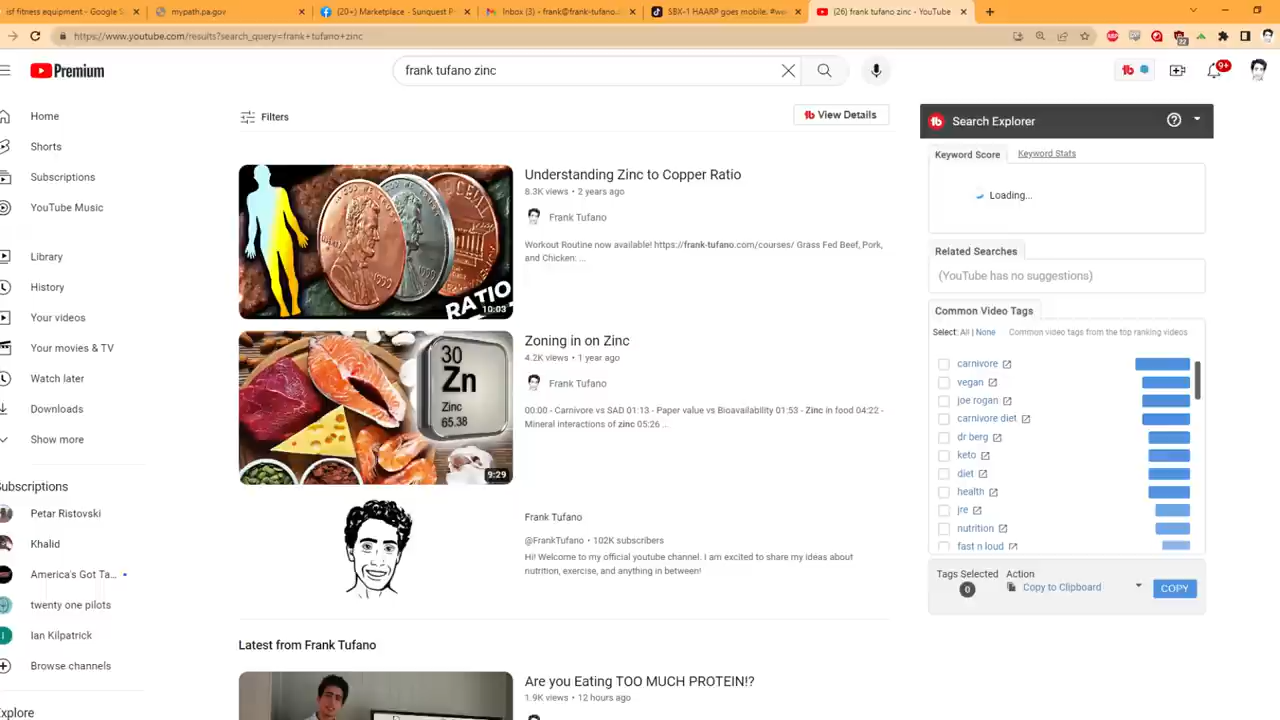 isf fitness equipment - Google S
mypath.pa.gov
(20+) Marketplace - Sunquest P
Inbox (3) - frank@frank-tufano.
SBX-1 HAARP goes mobile. #we
(26) frank tufano zinc - YouTube
https://www.youtube.com/results?search_query=frank+tufano+zinc
22
Premium
frank tufano zinc
tb
9+
Home
Shorts
Subscriptions
YouTube Music
Library
History
Your videos
Your movies & TV
Watch later
Downloads
Show more
Subscriptions
Petar Ristovski
Khalid
America's Got Ta...
twenty one pilots
I
Ian Kilpatrick
Browse channels
Explore
Filters
tb View Details
RATIO
10:03
Understanding Zinc to Copper Ratio
8.3K views • 2 years ago
Frank Tufano
Workout Routine now available! https://frank-tufano.com/courses/ Grass Fed Beef, Pork,
and Chicken: ...
30
Zn
Zinc
65.38
9:29
Zoning in on Zinc
4.2K views • 1 year ago
Frank Tufano
00:00 - Carnivore vs SAD 01:13 - Paper value vs Bioavailability 01:53 - Zinc in food 04:22 -
Mineral interactions of zinc 05:26 ...
Frank Tufano
@FrankTufano • 102K subscribers
Hi! Welcome to my official youtube channel. I am excited to share my ideas about
nutrition, exercise, and anything in between!
Latest from Frank Tufano
Are you Eating TOO MUCH PROTEIN!?
1.9K views • 12 hours ago
tb Search Explorer
Keyword Score
Keyword Stats
Loading...
Related Searches
(YouTube has no suggestions)
Common Video Tags
Select: All | None
Common video tags from the top ranking videos
carnivore
vegan
joe rogan
carnivore diet
dr berg
keto
diet
health
jre
nutrition
fast n loud
Tags Selected
0
Action
Copy to Clipboard
COPY